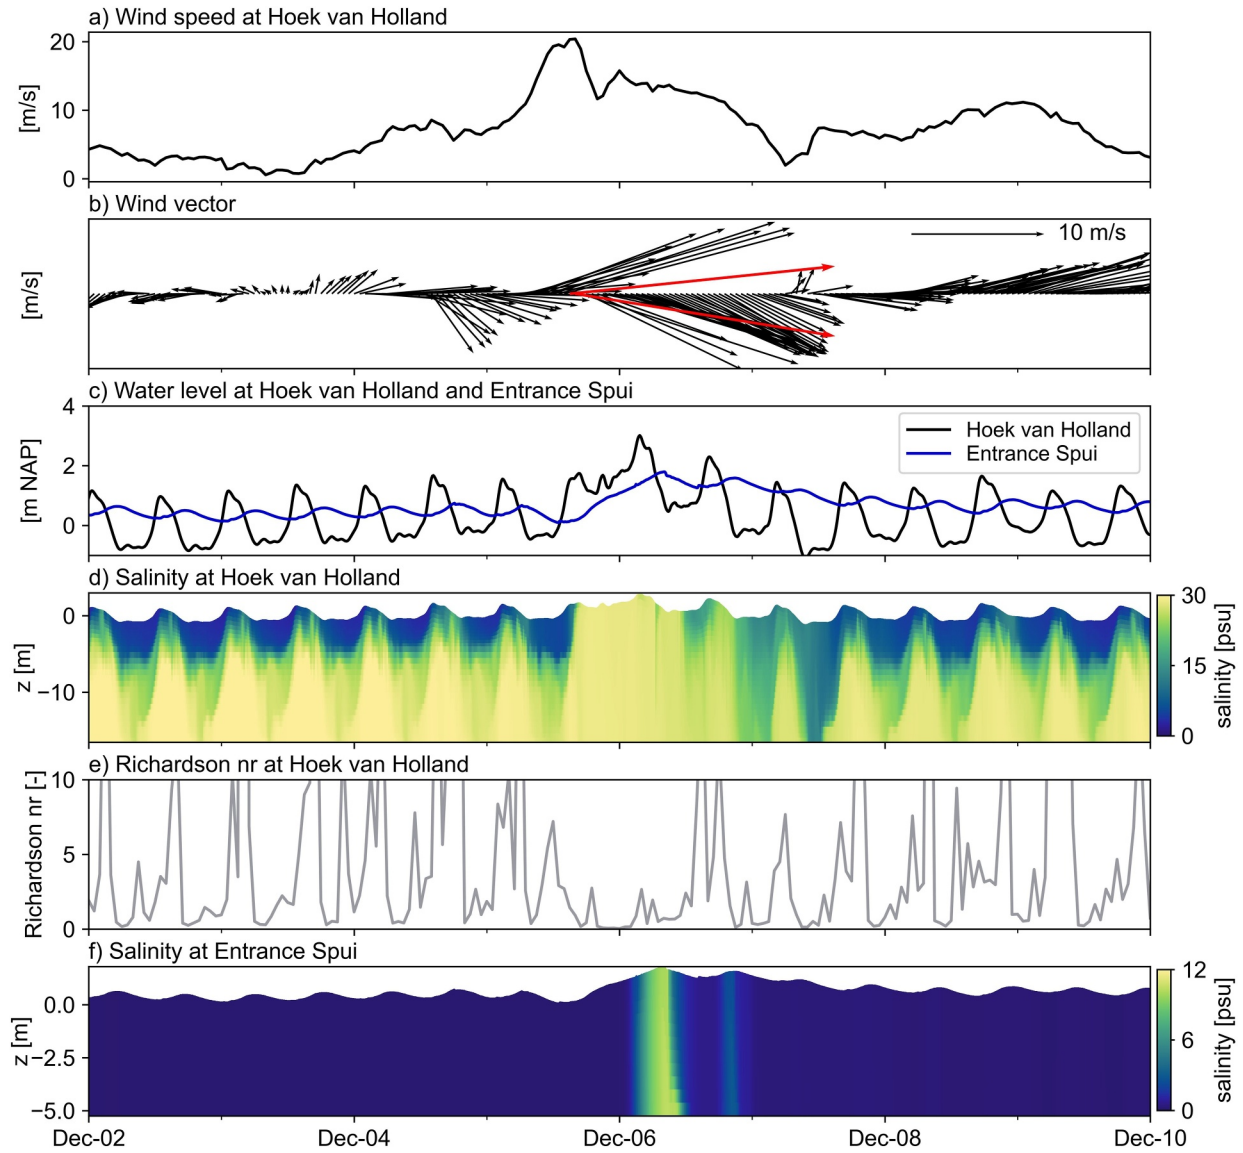 a) Wind speed at Hoek van Holland
20
10
0
[m/s]
b) Wind vector
10 m/s
[m/s]
c) Water level at Hoek van Holland and Entrance Spui
4
2
0
[m NAP]
Hoek van Holland
Entrance Spui
d) Salinity at Hoek van Holland
0
−10
z [m]
30
15
0
salinity [psu]
e) Richardson nr at Hoek van Holland
10
5
0
Richardson nr [-]
f) Salinity at Entrance Spui
0.0
−2.5
−5.0
z [m]
12
6
0
salinity [psu]
Dec-02 Dec-04 Dec-06 Dec-08 Dec-10